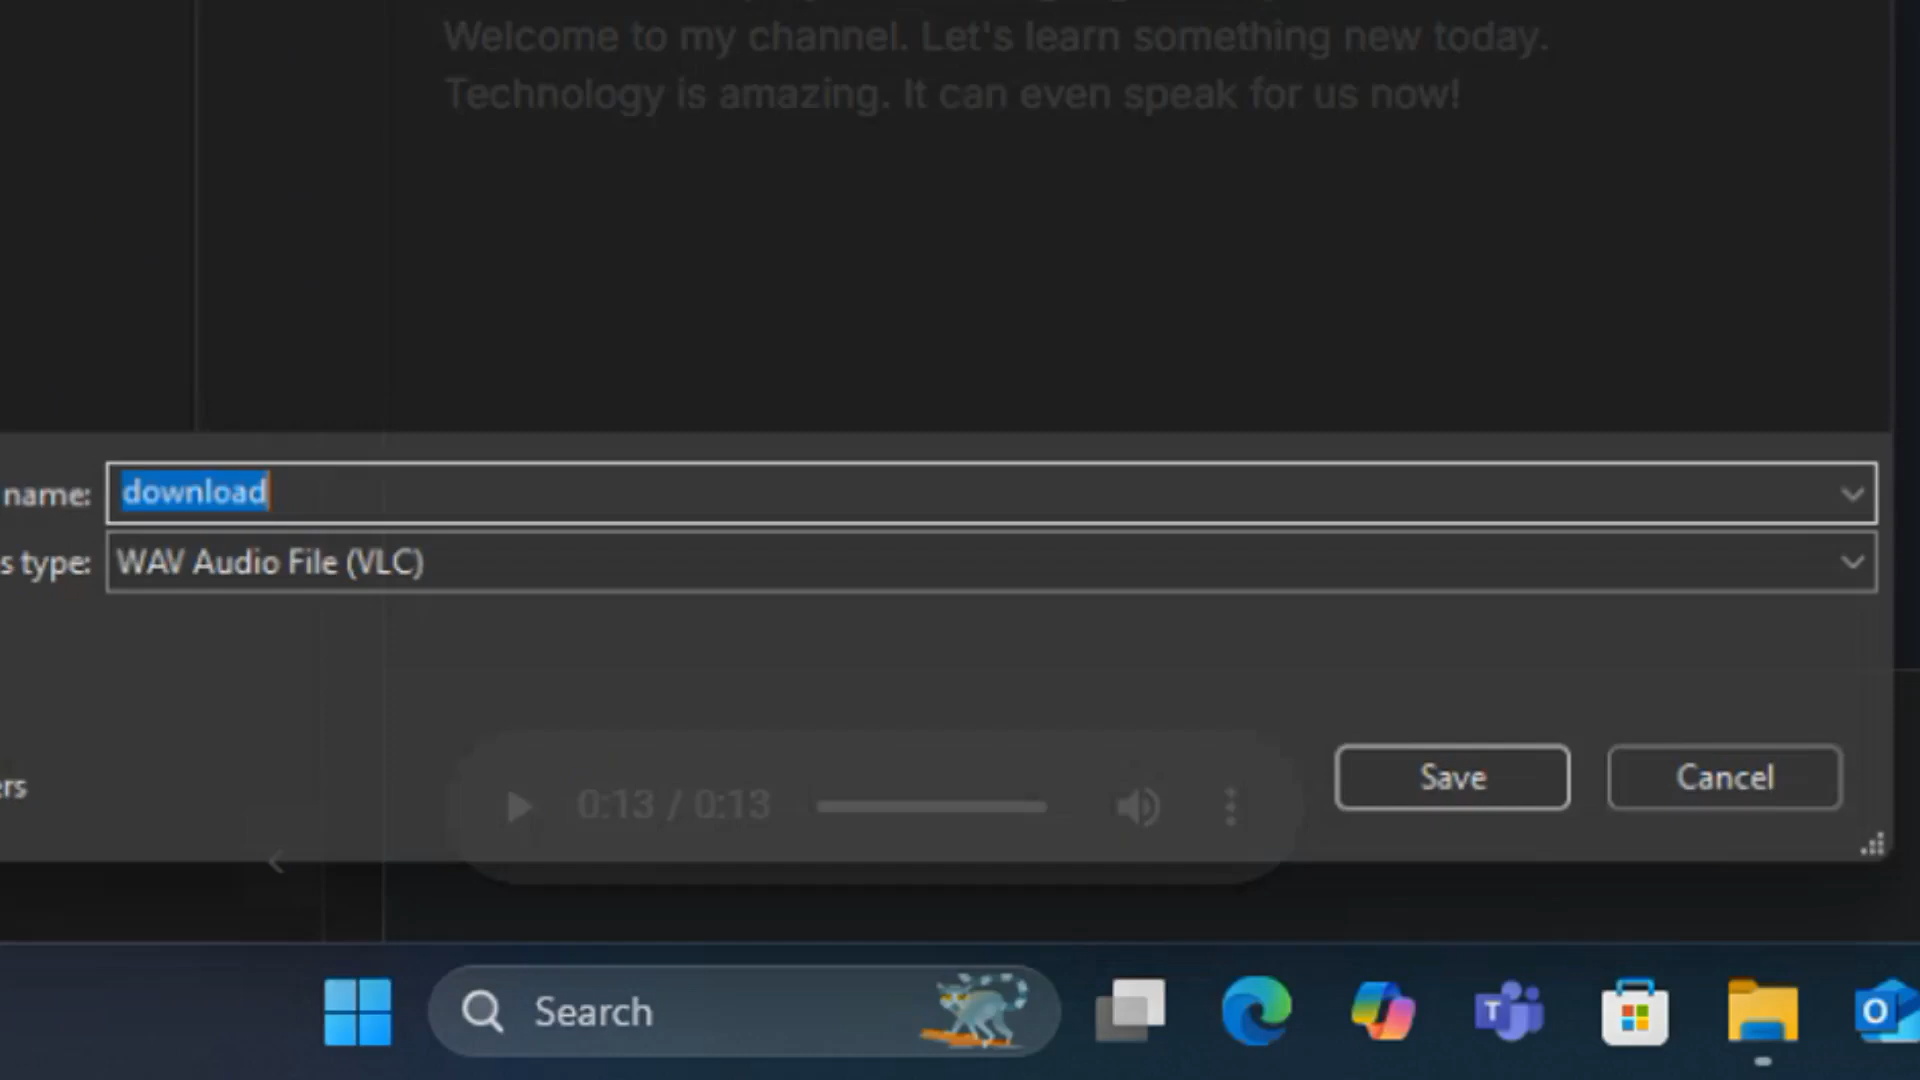 Welcome to my channel. Let's learn something new today.
Technology is amazing. It can even speak for us now!
name: download
s type: WAV Audio File (VLC)
Save
Cancel
ers
0:13 / 0:13
Search
T
O